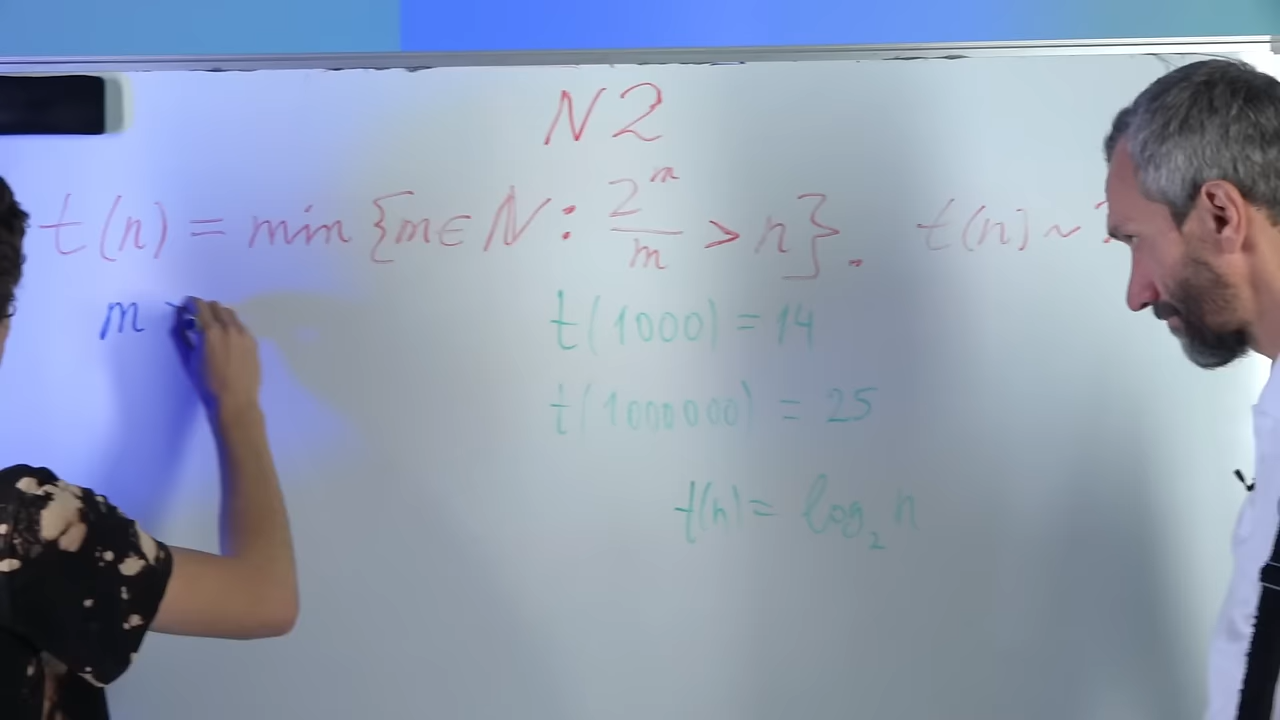 N2
t(n) = min {m ∈ N : 2^m / m > n}. t(n) ~
m
t(1000) = 14
t(1000000) = 25
t(n) = log₂ n